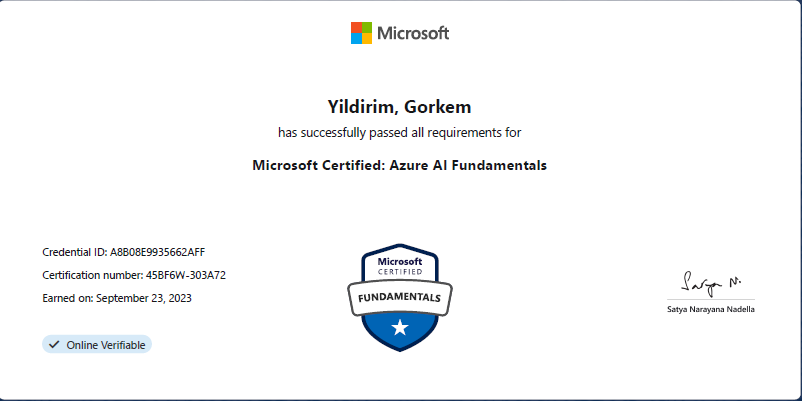 Microsoft
Yildirim, Gorkem
has successfully passed all requirements for
Microsoft Certified: Azure AI Fundamentals
Credential ID: A8B08E9935662AFF
Certification number: 45BF6W-303A72
Earned on: September 23, 2023
Online Verifiable
Microsoft
CERTIFIED
FUNDAMENTALS
Satya N.
Satya Narayana Nadella